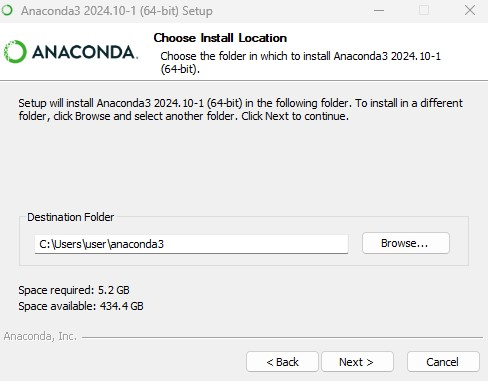 Anaconda3 2024.10-1 (64-bit) Setup
ANACONDA.
Choose Install Location
Choose the folder in which to install Anaconda3 2024.10-1
(64-bit).
Setup will install Anaconda3 2024.10-1 (64-bit) in the following folder. To install in a different
folder, click Browse and select another folder. Click Next to continue.
Destination Folder
C:\Users\user\anaconda3
Browse...
Space required: 5.2 GB
Space available: 434.4 GB
Anaconda, Inc.
< Back
Next >
Cancel